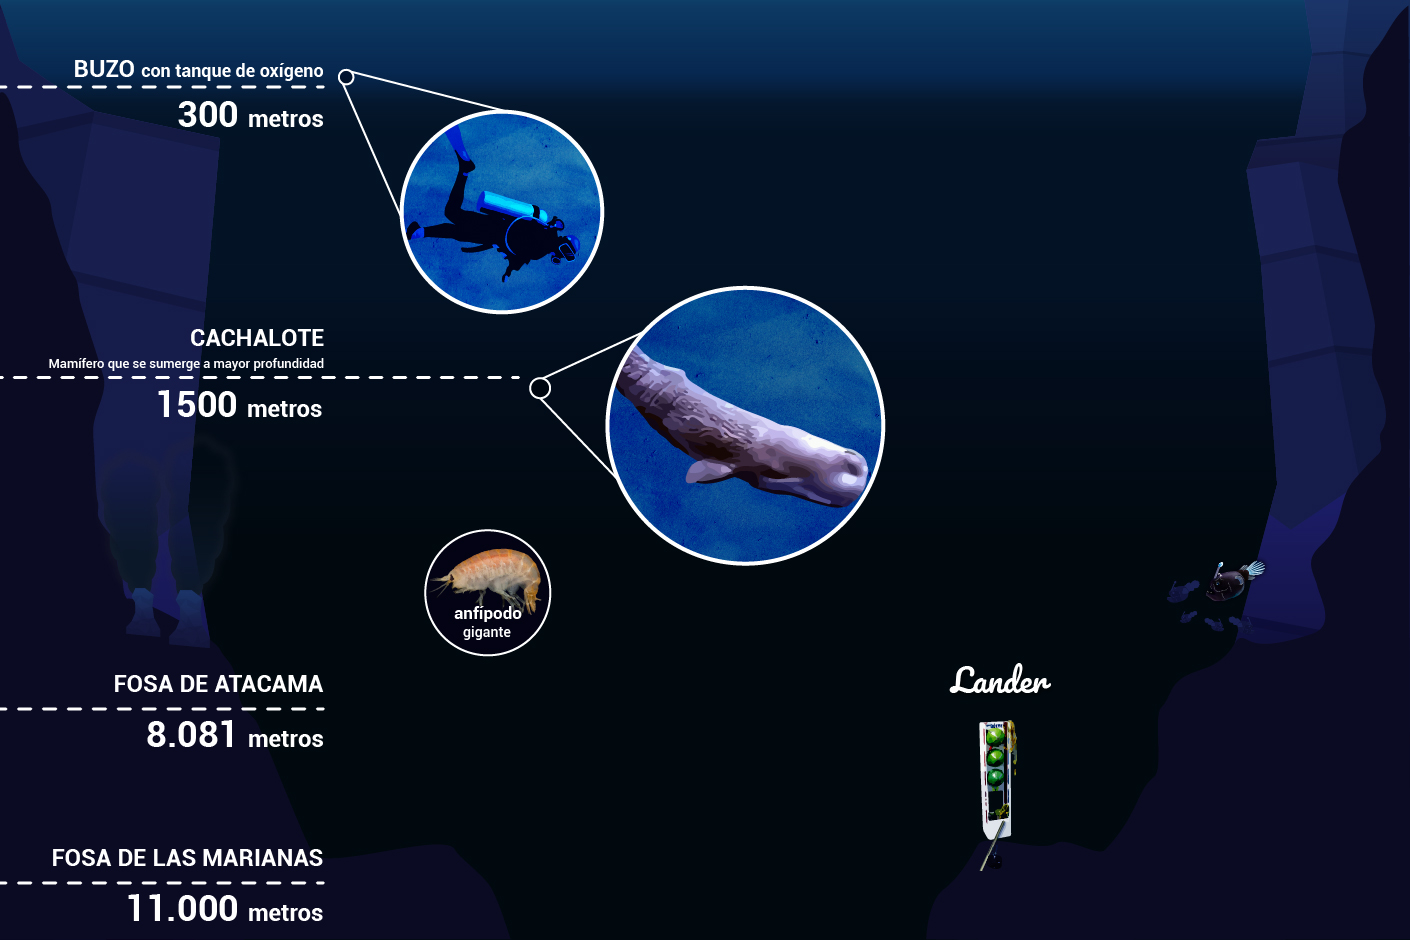 BUZO con tanque de oxígeno
300 metros
CACHALOTE
Mamífero que se sumerge a mayor profundidad
1500 metros
anfípodo
gigante
FOSA DE ATACAMA
8.081 metros
Lander
FOSA DE LAS MARIANAS
11.000 metros